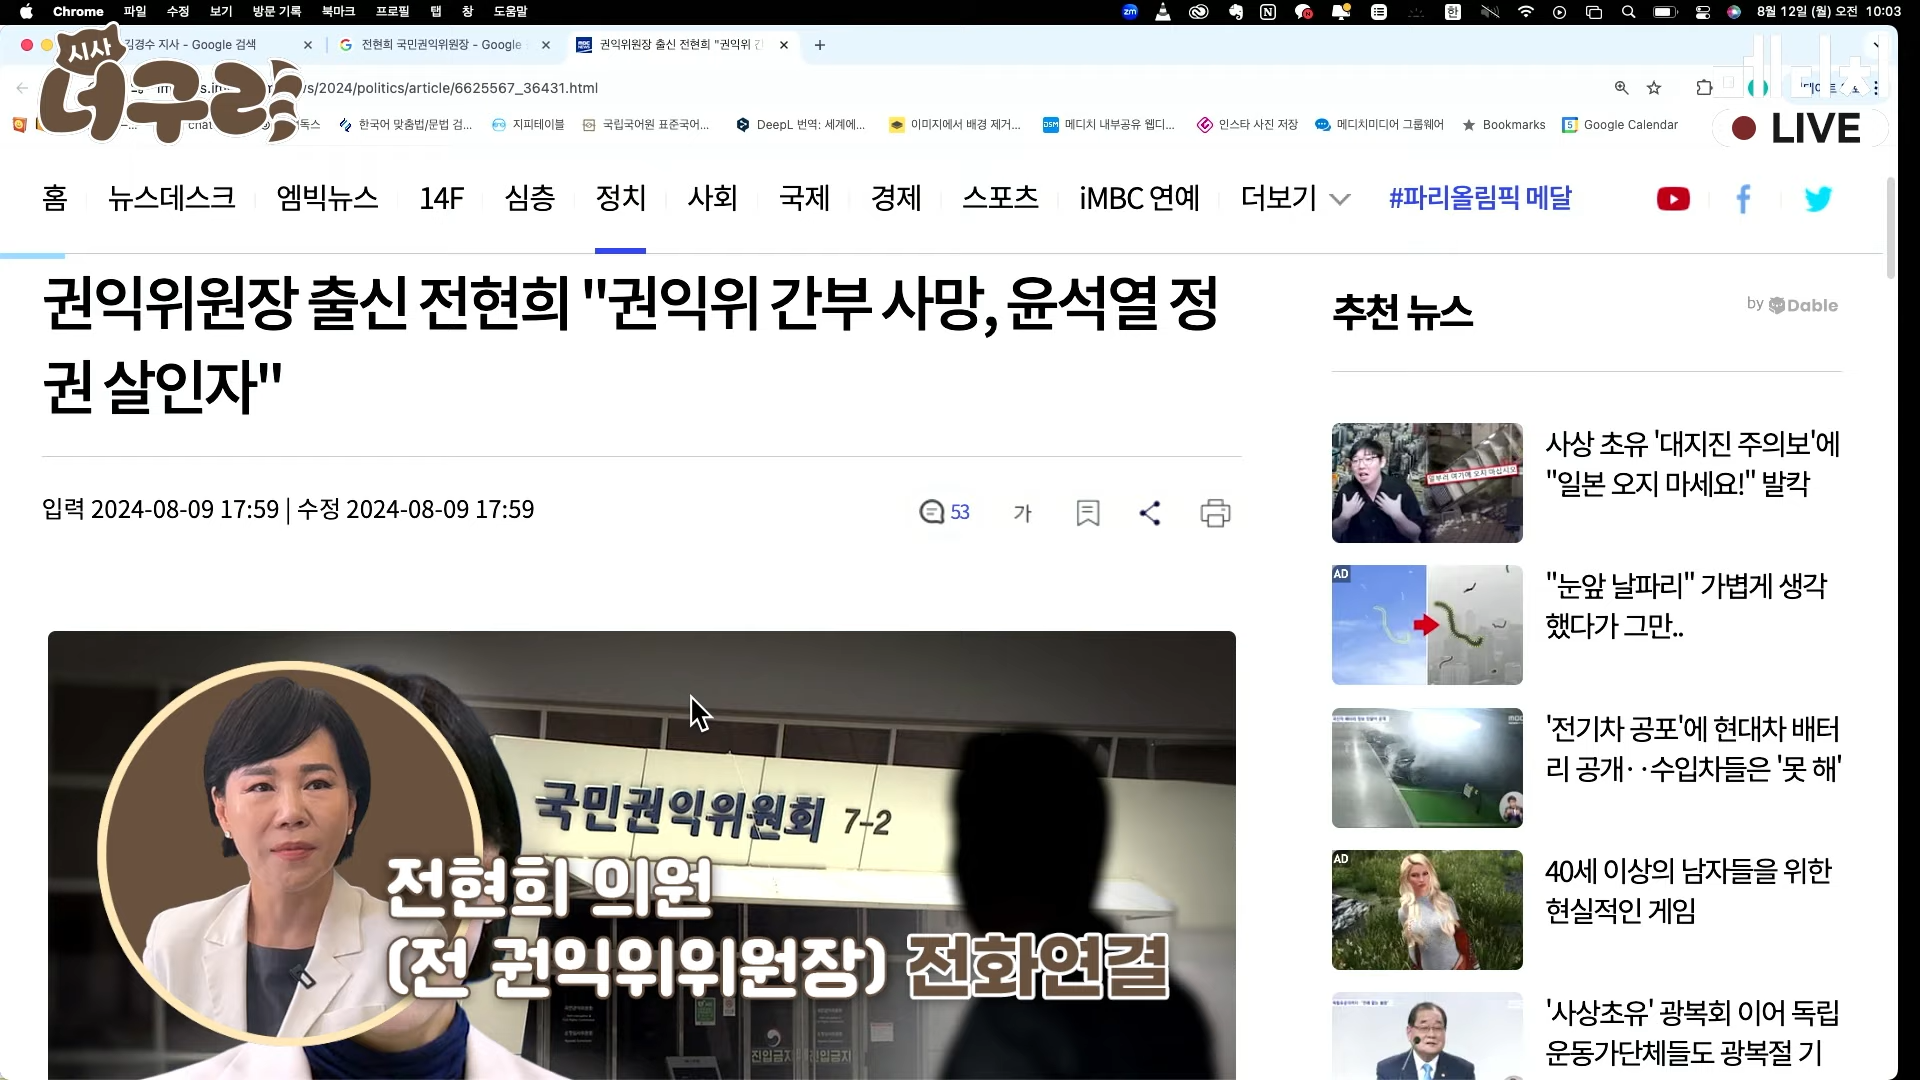 Chrome 파일 수정 보기 방문 기록 북마크 프로필 탭 창 도움말
zm 한 8월 12일 (월) 오전 10:03
김경수 지사 - Google 검색
전현희 국민권익위원장 - Google
권익위원장 출신 전현희 "권익위 간
시사
너구리
/2024/politics/article/6625567_36431.html
한국어 맞춤법/문법 검... 지피테이블 국립국어원 표준국어... DeepL 번역: 세계에... 이미지에서 배경 제거... 메디치 내부공유 웹디... 인스타 사진 저장 메디치미디어 그룹웨어 Bookmarks Google Calendar
LIVE
홈 뉴스데스크 엠빅뉴스 14F 심층 정치 사회 국제 경제 스포츠 iMBC 연예 더보기 #파리올림픽 메달
권익위원장 출신 전현희 "권익위 간부 사망, 윤석열 정
권 살인자"
입력 2024-08-09 17:59 | 수정 2024-08-09 17:59
53 가
국민권익위원회 7-2
전현희 의원
(전 권익위위원장) 전화연결
진입금지
추천 뉴스
by Dable
사상 초유 '대지진 주의보'에
"일본 오지 마세요!" 발칵
AD
"눈앞 날파리" 가볍게 생각
했다가 그만..
'전기차 공포'에 현대차 배터
리 공개··수입차들은 '못 해'
AD
40세 이상의 남자들을 위한
현실적인 게임
'사상초유' 광복회 이어 독립
운동가단체들도 광복절 기